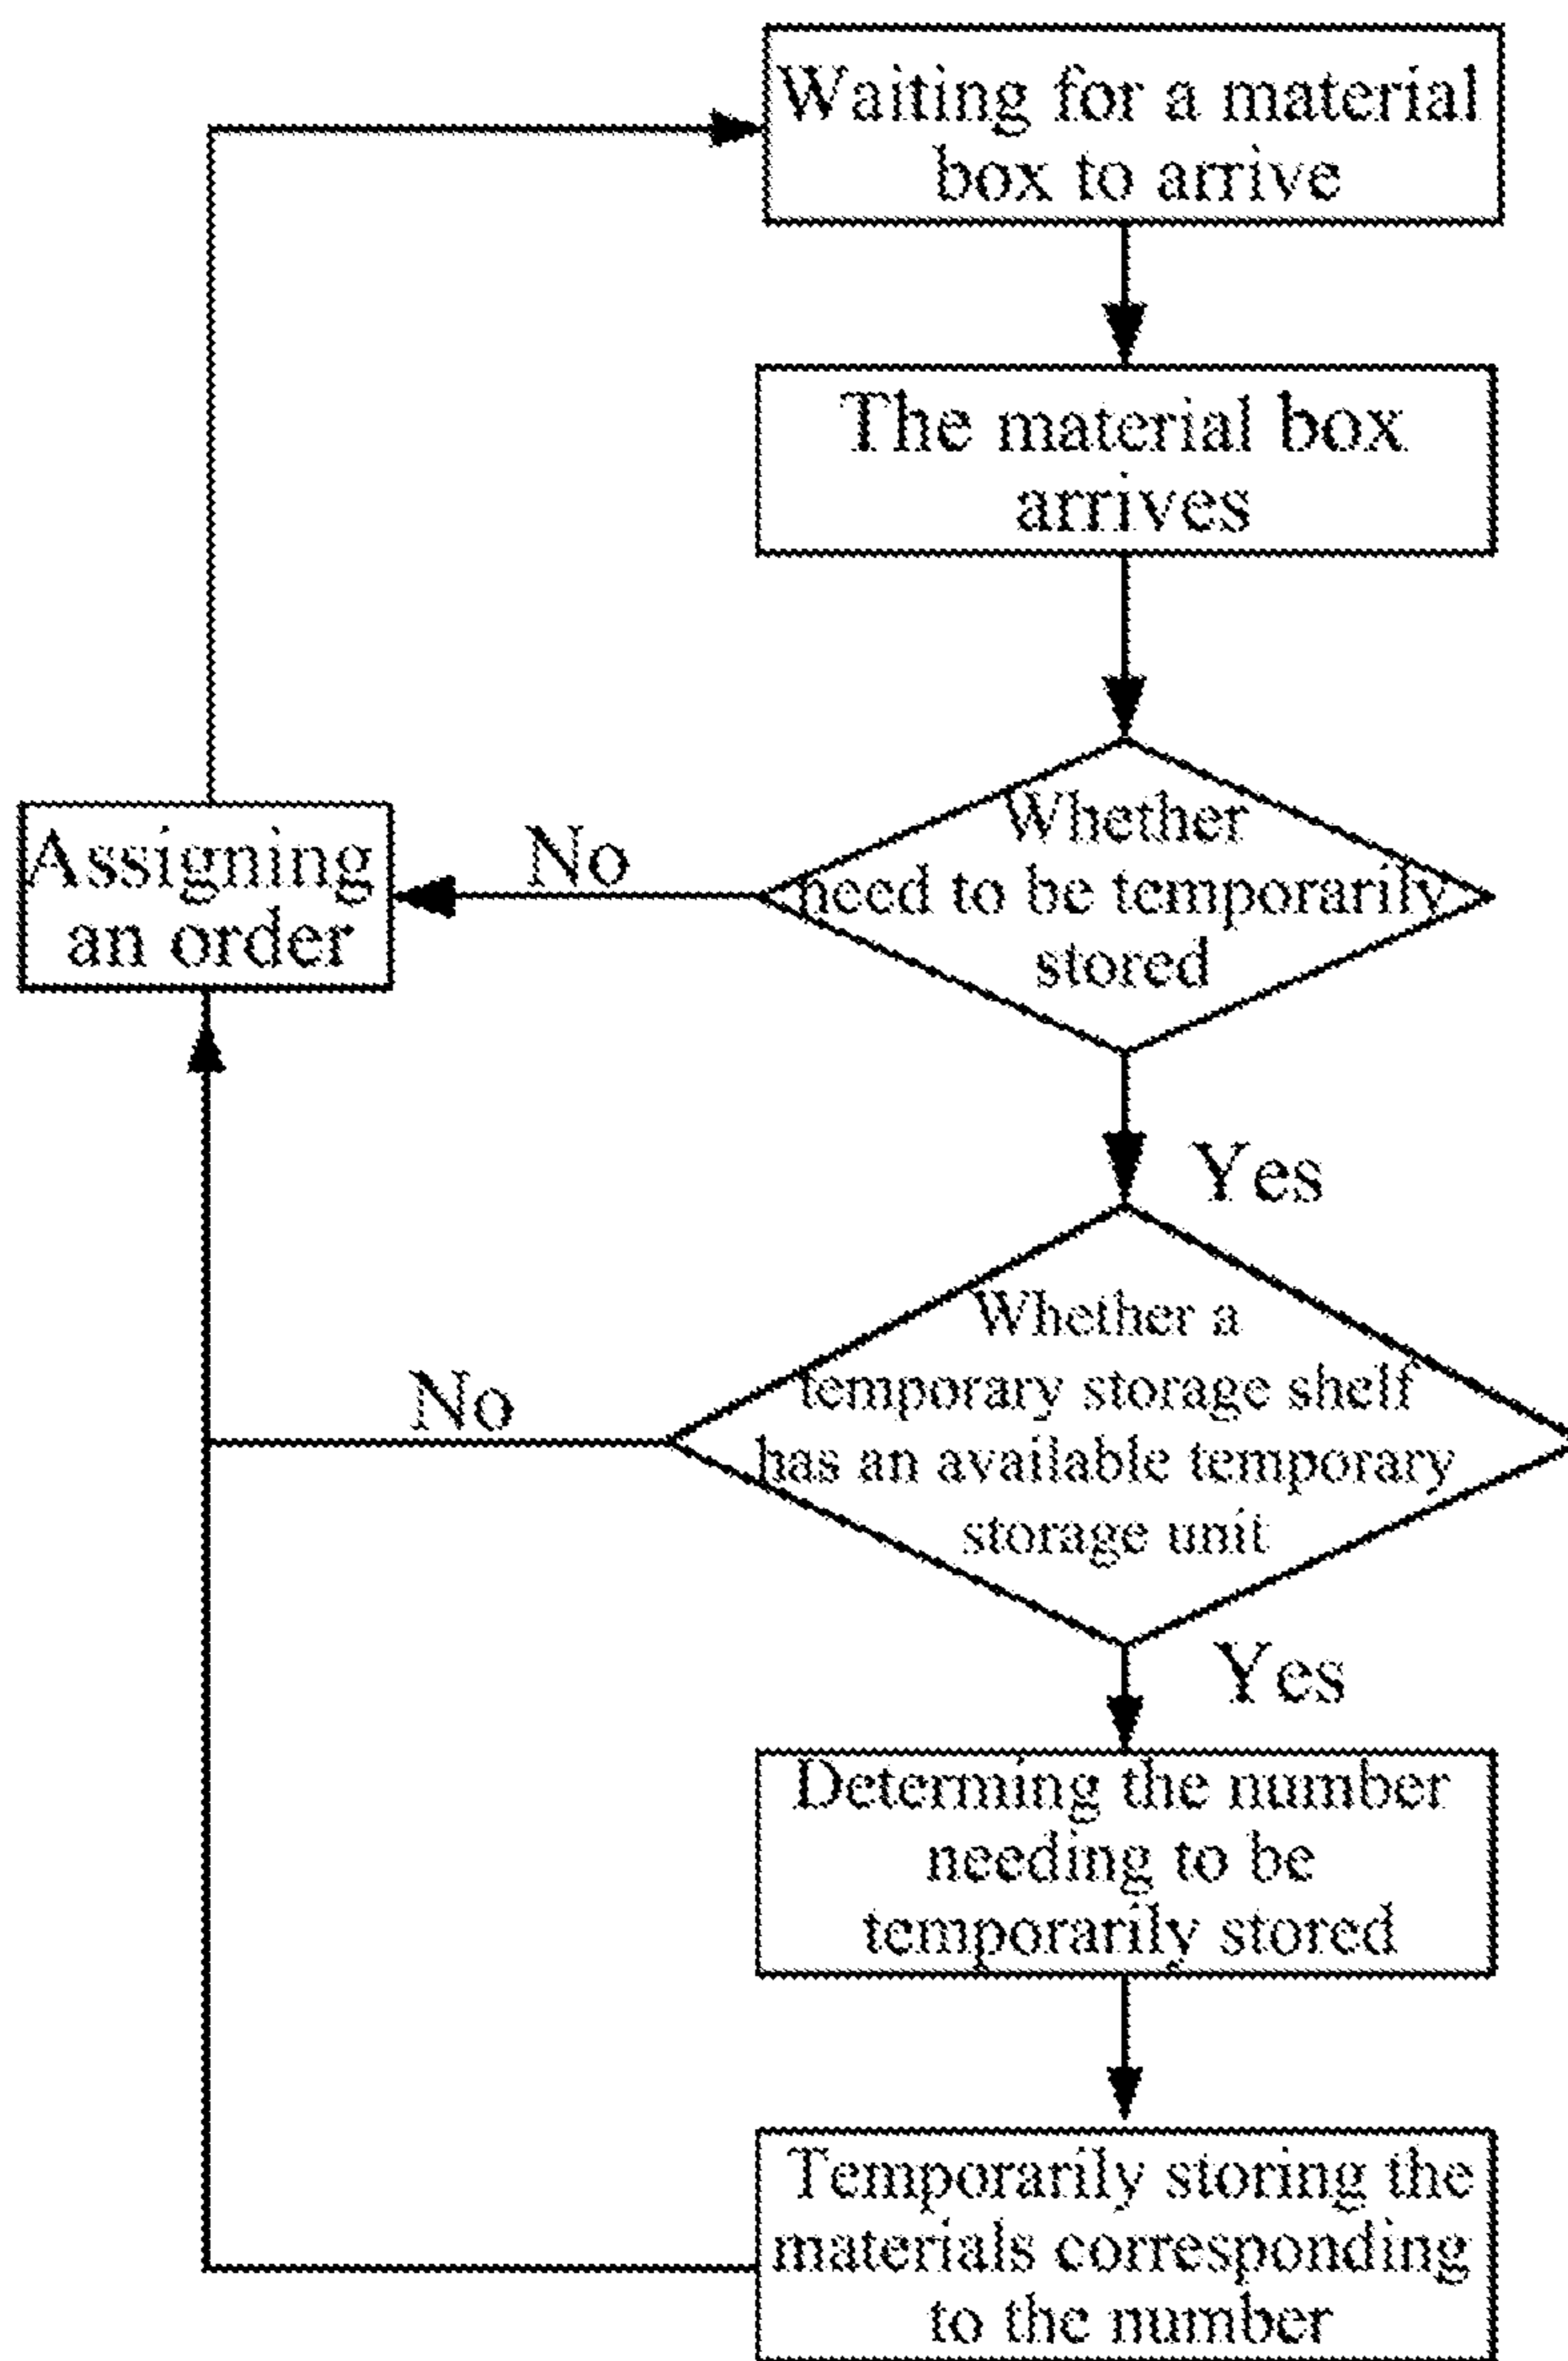 Waiting for a material
box to arrive
The material box
arrives
Whether
need to be temporarily
stored
No
Assigning
an order
Yes
Whether a
temporary storage shelf
has an available temporary
storage unit
No
Yes
Determing the number
needing to be
temporarily stored
Temporarily storing the
materials corresponding
to the number